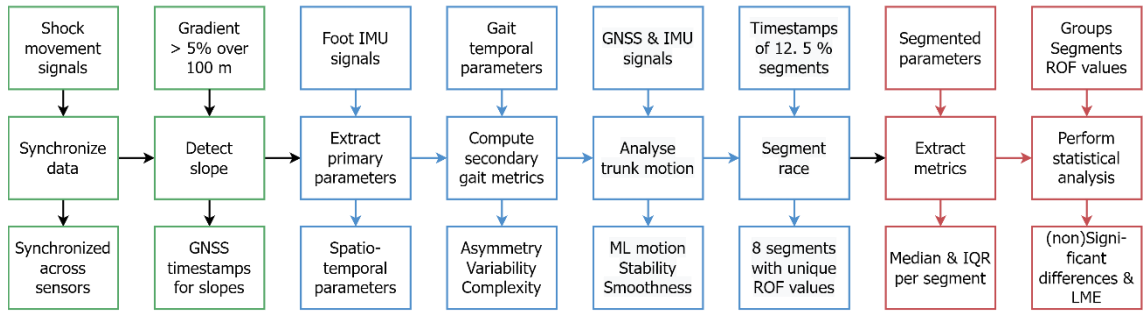 Shock
movement
signals
Gradient
> 5% over
100 m
Foot IMU
signals
Gait
temporal
parameters
GNSS & IMU
signals
Timestamps
of 12. 5 %
segments
Segmented
parameters
Groups
Segments
ROF values
Synchronize
data
Detect
slope
Extract
primary
parameters
Compute
secondary
gait metrics
Analyse
trunk motion
Segment
race
Extract
metrics
Perform
statistical
analysis
Synchronized
across
sensors
GNSS
timestamps
for slopes
Spatio-
temporal
parameters
Asymmetry
Variability
Complexity
ML motion
Stability
Smoothness
8 segments
with unique
ROF values
Median & IQR
per segment
(non)Signi-
ficant
differences &
LME